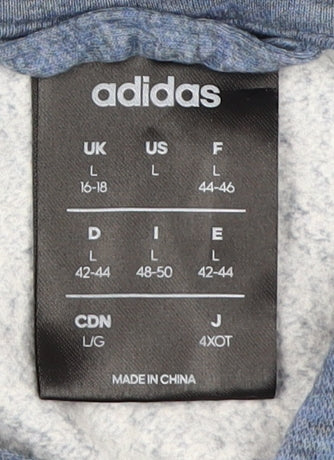 adidas
UK US F
L L L
16-18 44-46
D I E
L L L
42-44 48-50 42-44
CDN J
L/G 4XOT
MADE IN CHINA